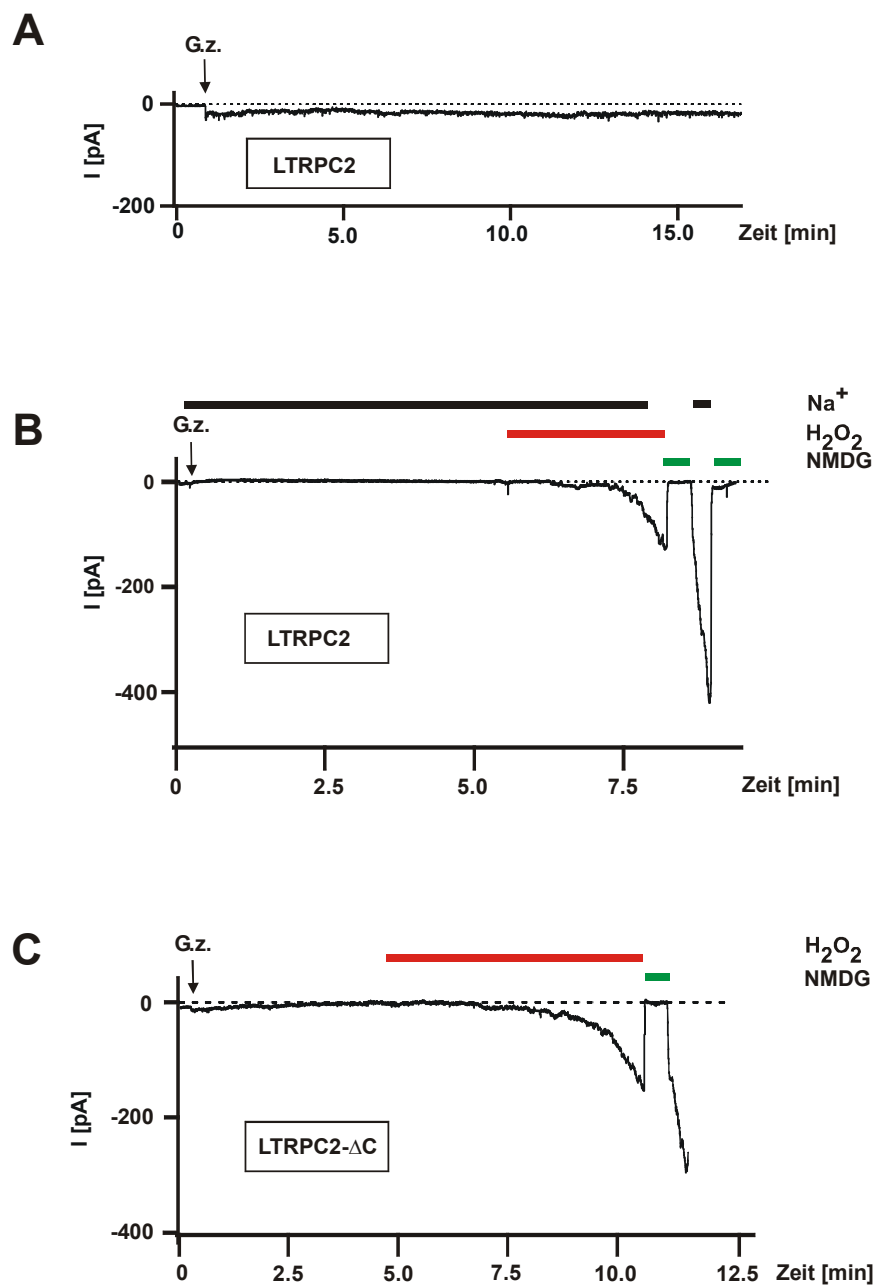 A
G.z.
0
I [pA]
LTRPC2
-200
0 5.0 10.0 15.0 Zeit [min]
Na⁺
B
G.z.
H₂O₂
NMDG
0
I [pA]
-200
LTRPC2
-400
0 2.5 5.0 7.5 Zeit [min]
C
G.z.
H₂O₂
NMDG
0
I [pA]
-200
LTRPC2-ΔC
-400
0 2.5 5.0 7.5 10.0 12.5 Zeit [min]